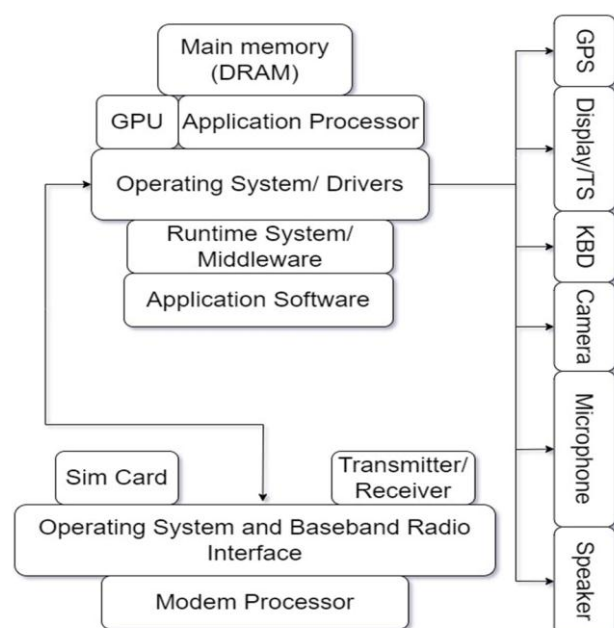 Main memory
(DRAM)
GPU
Application Processor
Operating System/ Drivers
Runtime System/
Middleware
Application Software
Sim Card
Transmitter/
Receiver
Operating System and Baseband Radio
Interface
Modem Processor
GPS
Display/TS
KBD
Camera
Microphone
Speaker